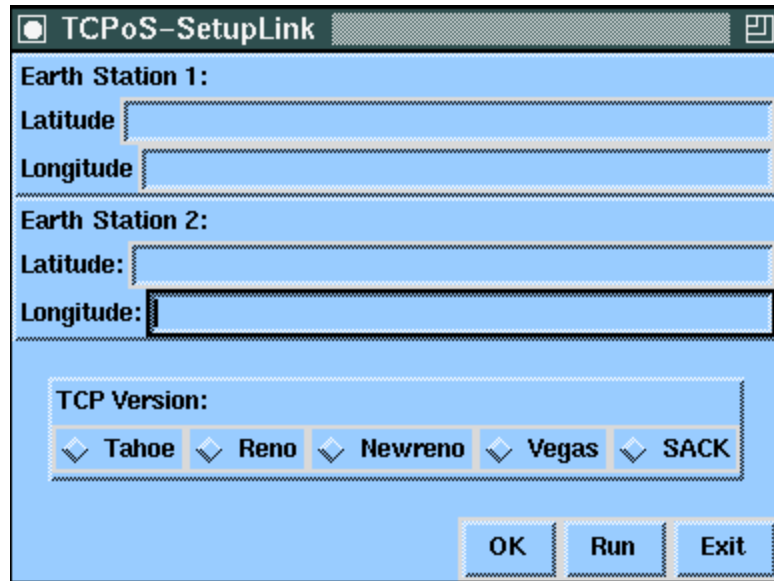 TCPoS-SetupLink
Earth Station 1:
Latitude
Longitude
Earth Station 2:
Latitude:
Longitude:
TCP Version:
Tahoe Reno Newreno Vegas SACK
OK Run Exit